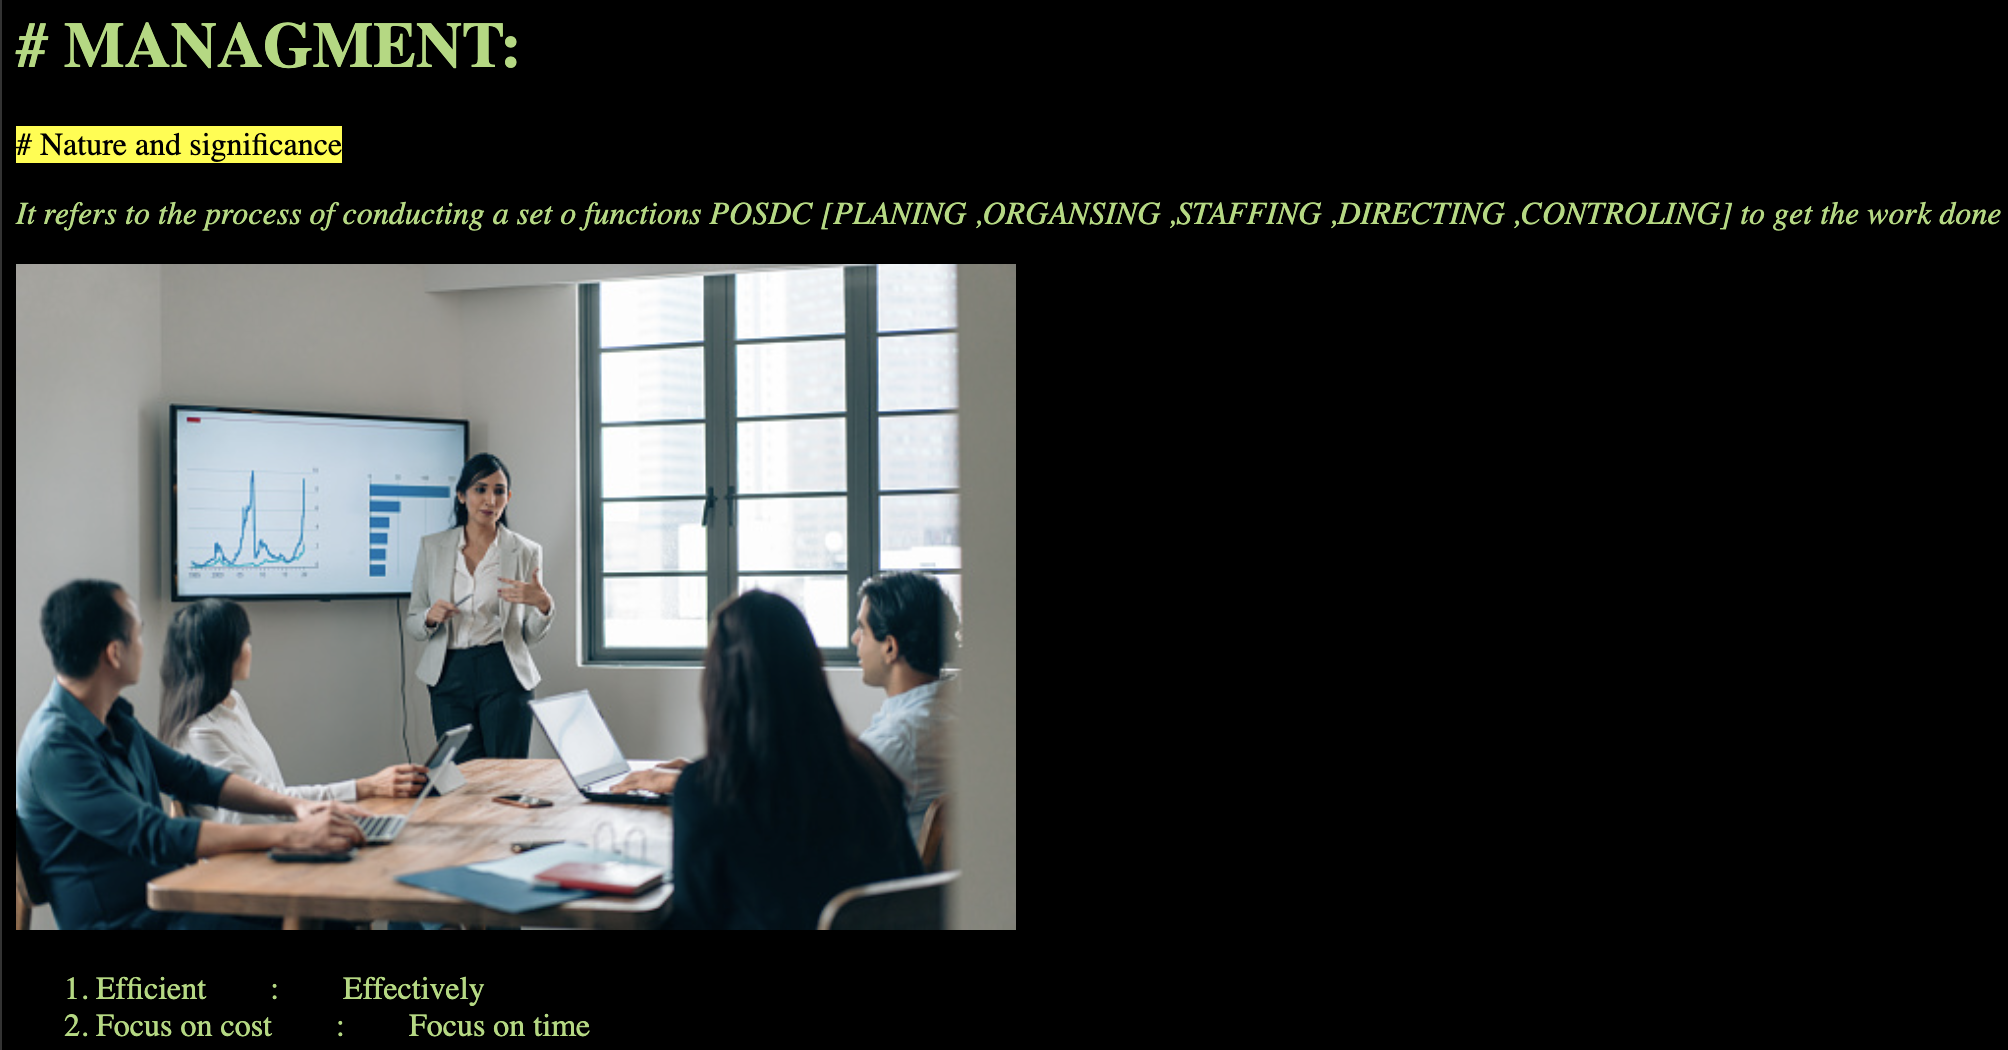 # MANAGMENT:
# Nature and significance
It refers to the process of conducting a set o functions POSDC [PLANING ,ORGANSING ,STAFFING ,DIRECTING ,CONTROLING] to get the work done
1. Efficient : Effectively
2. Focus on cost : Focus on time